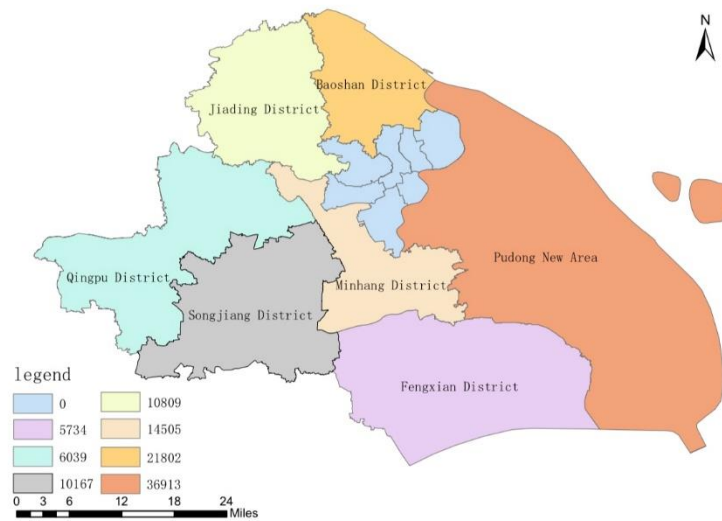 N
Baoshan District
Jiading District
Pudong New Area
Qingpu District
Minhang District
Songjiang District
Fengxian District
legend
0 10809
5734 14505
6039 21802
10167 36913
0 3 6 12 18 24
Miles